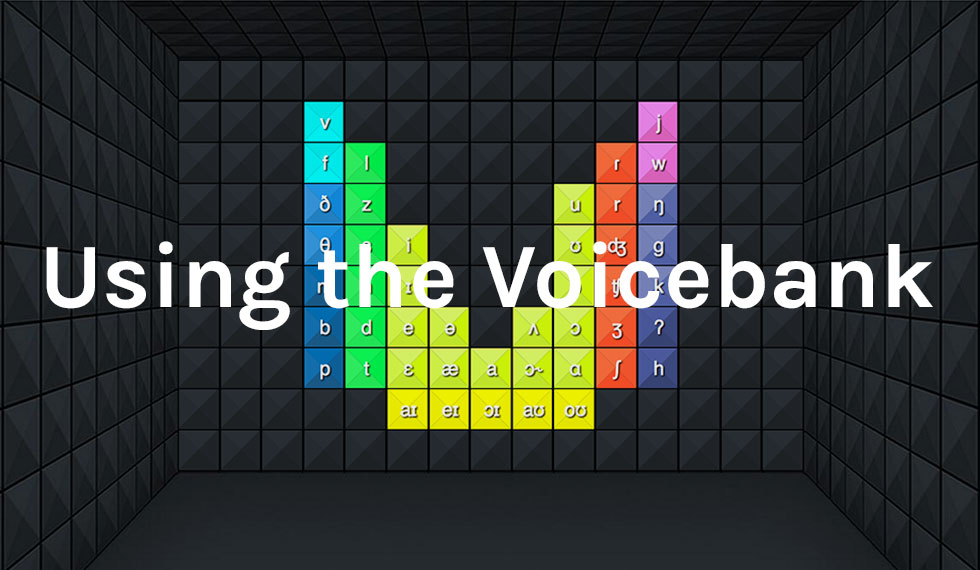 v j
f l r w
ð z u r ŋ
θ i ʊ ʤ g
Using the Voicebank
ɪ ʧ k
b d e ə ʌ ɔ ʒ ʔ
p t ɛ æ a ɔ˞ ɑ ʃ h
aɪ eɪ ɔɪ aʊ oʊ